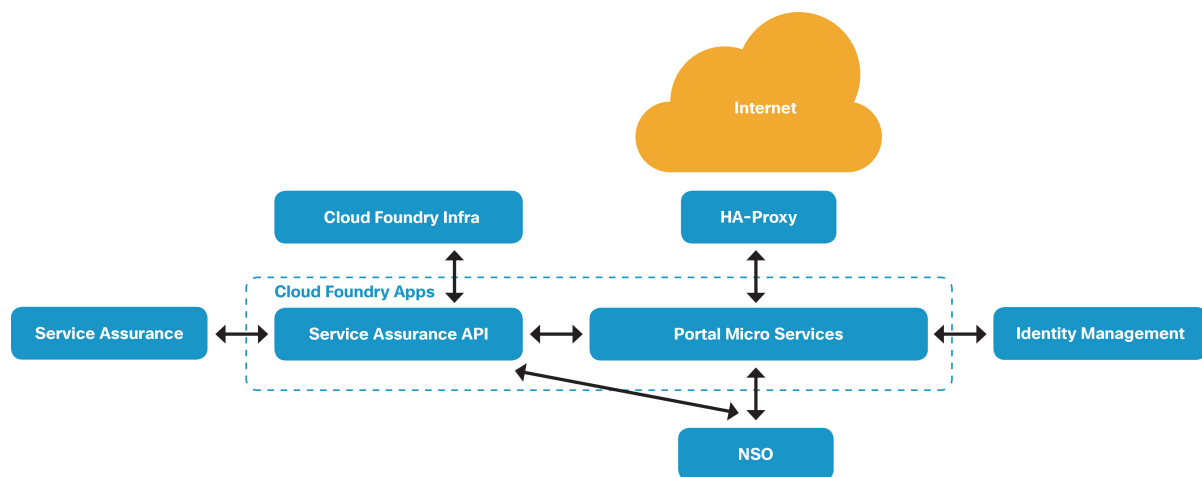 Internet
Cloud Foundry Infra
HA-Proxy
Cloud Foundry Apps
Service Assurance
Service Assurance API
Portal Micro Services
Identity Management
NSO